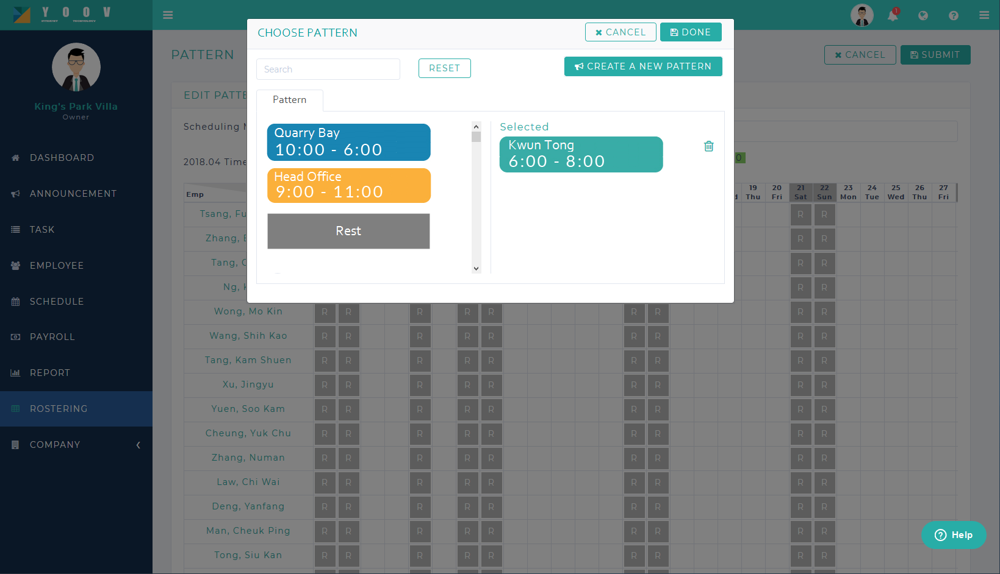 YOOV
INTERNET TECHNOLOGY
1
King's Park Villa
Owner
DASHBOARD
ANNOUNCEMENT
TASK
EMPLOYEE
SCHEDULE
PAYROLL
REPORT
ROSTERING
COMPANY
PATTERN
CANCEL
SUBMIT
EDIT PATTE
Scheduling
2018.04 Time
0
CHOOSE PATTERN
CANCEL
DONE
Search
RESET
CREATE A NEW PATTERN
Pattern
Quarry Bay
10:00 - 6:00
Head Office
9:00 - 11:00
Rest
Selected
Kwun Tong
6:00 - 8:00
Emp
19 20 21 22 23 24 25 26 27
d Thu Fri Sat Sun Mon Tue Wed Thu Fri
Tsang, Fu R R
Zhang, R R
Tang, R R
Ng, R R
Wong, Mo Kin R R R R R R R R R
Wang, Shih Kao R R R R R R R R R
Tang, Kam Shuen R R R R R R R R R
Xu, Jingyu R R R R R R R R R
Yuen, Soo Kam R R R R R R R R R
Cheung, Yuk Chu R R R R R R R R R
Zhang, Numan R R R R R R R R R
Law, Chi Wai R R R R R R R R R
Deng, Yanfang R R R R R R R R R
Man, Cheuk Ping R R R R R R R R R
Tong, Siu Kan R R R R R R R R R
Help